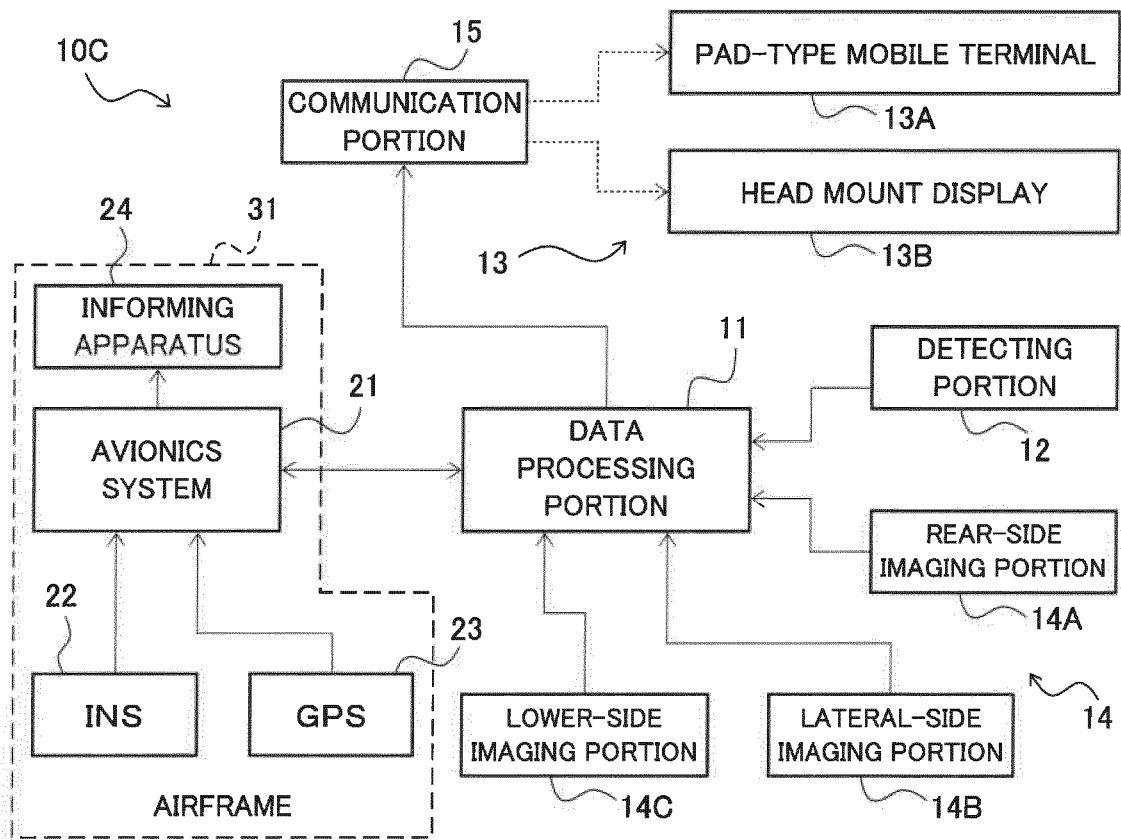 10C
15
COMMUNICATION
PORTION
PAD-TYPE MOBILE TERMINAL
13A
HEAD MOUNT DISPLAY
13B
13
24
31
INFORMING
APPARATUS
21
AVIONICS
SYSTEM
11
DATA
PROCESSING
PORTION
DETECTING
PORTION
12
REAR-SIDE
IMAGING PORTION
14A
22
INS
23
GPS
AIRFRAME
LOWER-SIDE
IMAGING PORTION
14C
LATERAL-SIDE
IMAGING PORTION
14B
14